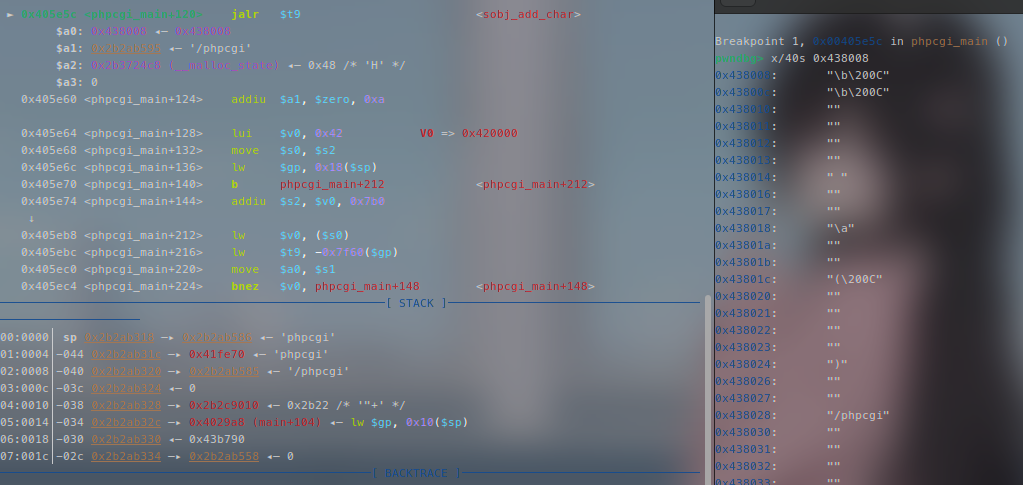 ► 0x405e5c <phpcgi_main+120> jalr $t9 <sobj_add_char>
$a0: 0x438008 ◂— 0x438008
$a1: 0x2b2ab585 ◂— '/phpcgi'
$a2: 0x2b3724c8 (__malloc_state) ◂— 0x48 /* 'H' */
$a3: 0
0x405e60 <phpcgi_main+124> addiu $a1, $zero, 0xa
0x405e64 <phpcgi_main+128> lui $v0, 0x42 V0 => 0x420000
0x405e68 <phpcgi_main+132> move $s0, $s2
0x405e6c <phpcgi_main+136> lw $gp, 0x18($sp)
0x405e70 <phpcgi_main+140> b phpcgi_main+212 <phpcgi_main+212>
0x405e74 <phpcgi_main+144> addiu $s2, $v0, 0x7b0
↓
0x405eb8 <phpcgi_main+212> lw $v0, ($s0)
0x405ebc <phpcgi_main+216> lw $t9, -0x7f60($gp)
0x405ec0 <phpcgi_main+220> move $a0, $s1
0x405ec4 <phpcgi_main+224> bnez $v0, phpcgi_main+148 <phpcgi_main+148>
[ STACK ]
00:0000│ sp —▸ ◂— 'phpcgi'
01:0004│-044 —▸ 0x41fe70 ◂— 'phpcgi'
02:0008│-040 0x2b2ab320 —▸ 0x2b2ab585 ◂— '/phpcgi'
03:000c│-03c 0x2b2ab324 ◂— 0
04:0010│-038 0x2b2ab328 —▸ 0x2b2c9010 ◂— '"+' /* 0x2b22 */
05:0014│-034 0x2b2ab32c —▸ 0x4029a8 (main+104) ◂— lw $gp, 0x10($sp)
06:0018│-030 0x2b2ab330 ◂— 0x43b790
07:001c│-02c 0x2b2ab334 —▸ 0x2b2ab558 ◂— 0
[ BACKTRACE ]
Breakpoint 1, 0x00405e5c in phpcgi_main ()
pwndbg> x/40s 0x438008
0x438008: "\b\200C"
0x43800c: "\b\200C"
0x438010: ""
0x438011: ""
0x438012: ""
0x438013: ""
0x438014: " "
0x438016: ""
0x438017: ""
0x438018: "\a"
0x43801a: ""
0x43801b: ""
0x43801c: "(\200C"
0x438020: ""
0x438021: ""
0x438022: ""
0x438023: ""
0x438024: ")"
0x438026: ""
0x438027: ""
0x438028: "/phpcgi"
0x438030: ""
0x438031: ""
0x438032: ""
0x438033: ""